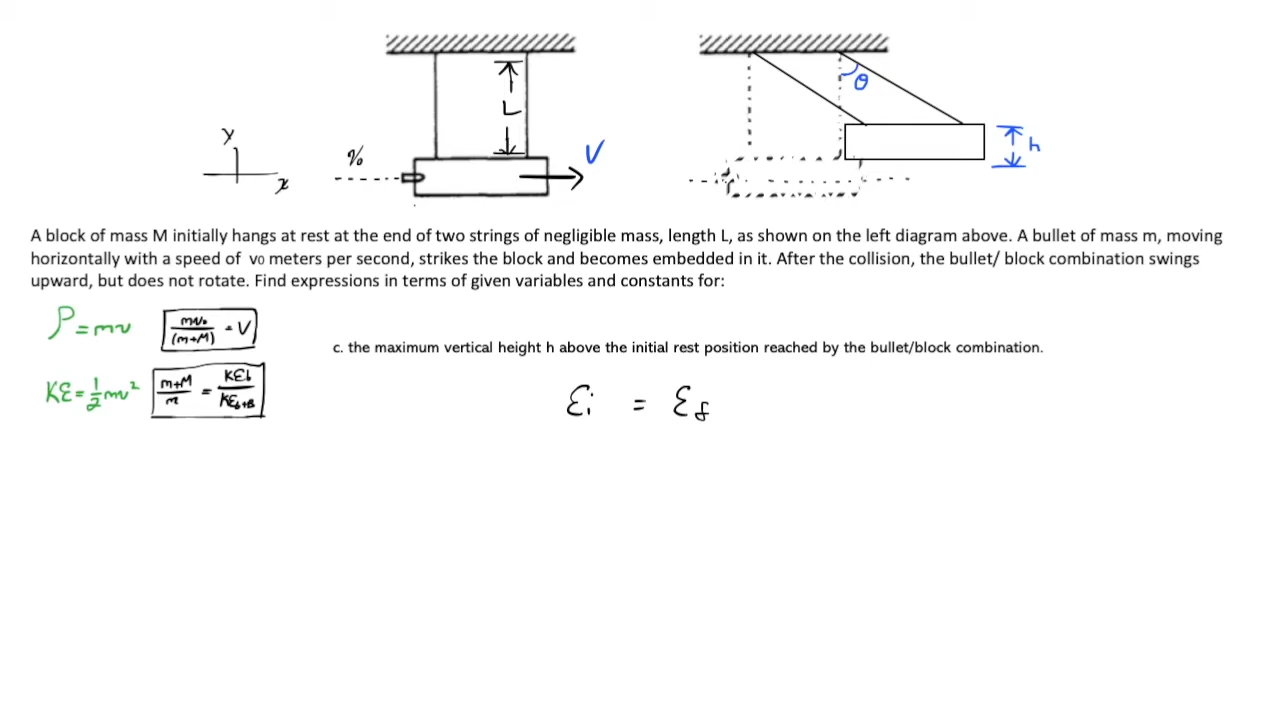 L
y
x
v₀
V
θ
h
A block of mass M initially hangs at rest at the end of two strings of negligible mass, length L, as shown on the left diagram above. A bullet of mass m, moving
horizontally with a speed of v0 meters per second, strikes the block and becomes embedded in it. After the collision, the bullet/ block combination swings
upward, but does not rotate. Find expressions in terms of given variables and constants for:
P = mv
mv₀/(m+M) = V
c. the maximum vertical height h above the initial rest position reached by the bullet/block combination.
KE = 1/2 mv²
m+M/m = KEb/KEb+B
Ei = Ef